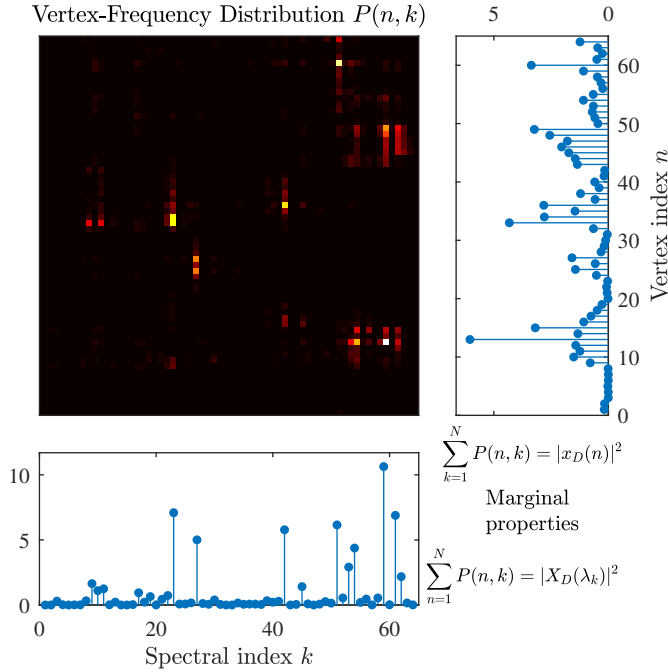 Vertex-Frequency Distribution P(n, k)
5 0
60
50
40
30
20
10
0
Vertex index n
10
5
0
0 20 40 60
Spectral index k
∑_{k=1}^{N} P(n, k) = |x_D(n)|^2
Marginal
properties
∑_{n=1}^{N} P(n, k) = |X_D(λ_k)|^2